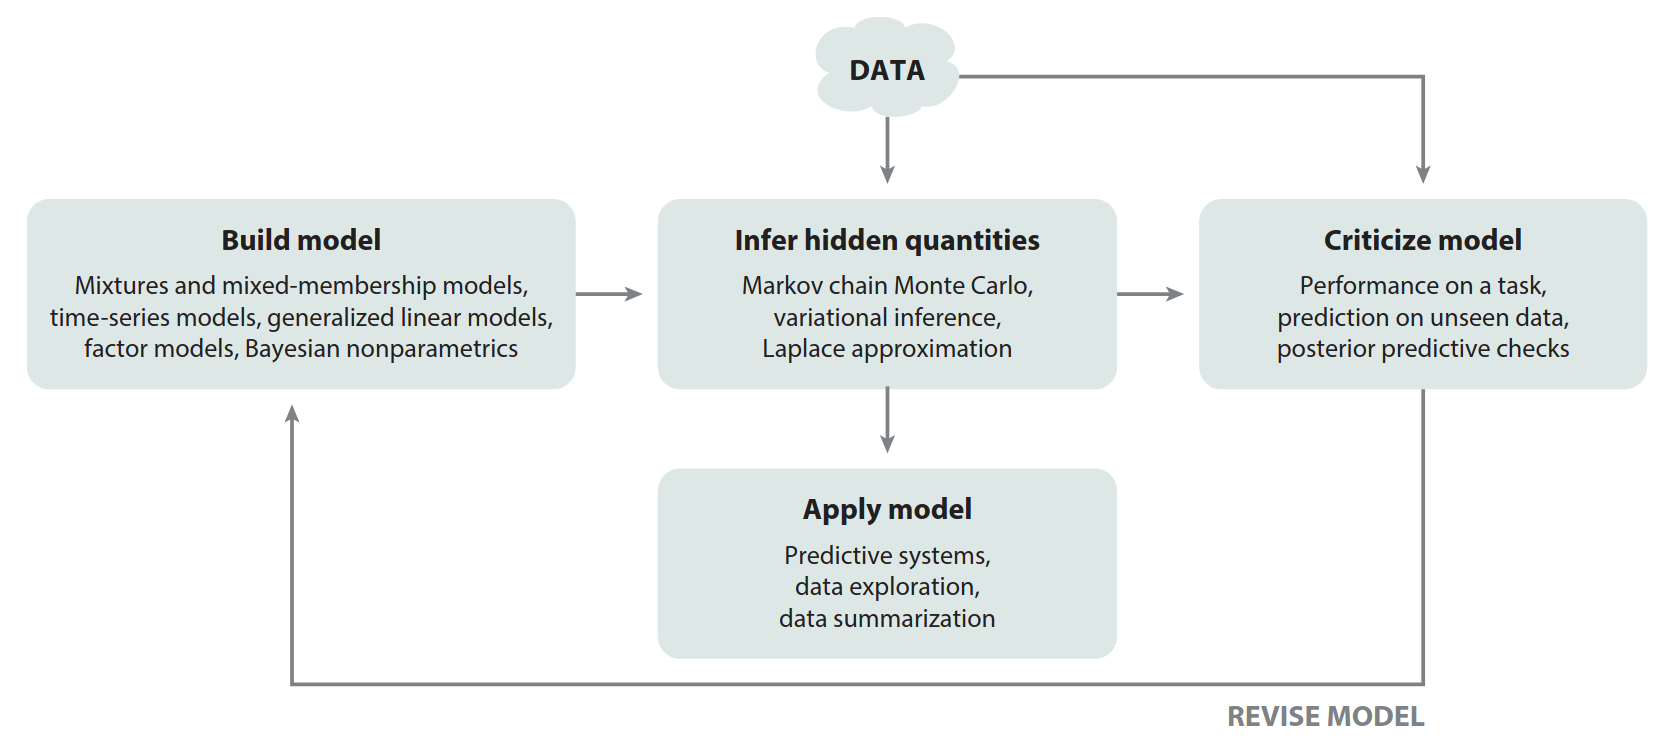 DATA
Build model
Mixtures and mixed-membership models,
time-series models, generalized linear models,
factor models, Bayesian nonparametrics
Infer hidden quantities
Markov chain Monte Carlo,
variational inference,
Laplace approximation
Criticize model
Performance on a task,
prediction on unseen data,
posterior predictive checks
Apply model
Predictive systems,
data exploration,
data summarization
REVISE MODEL